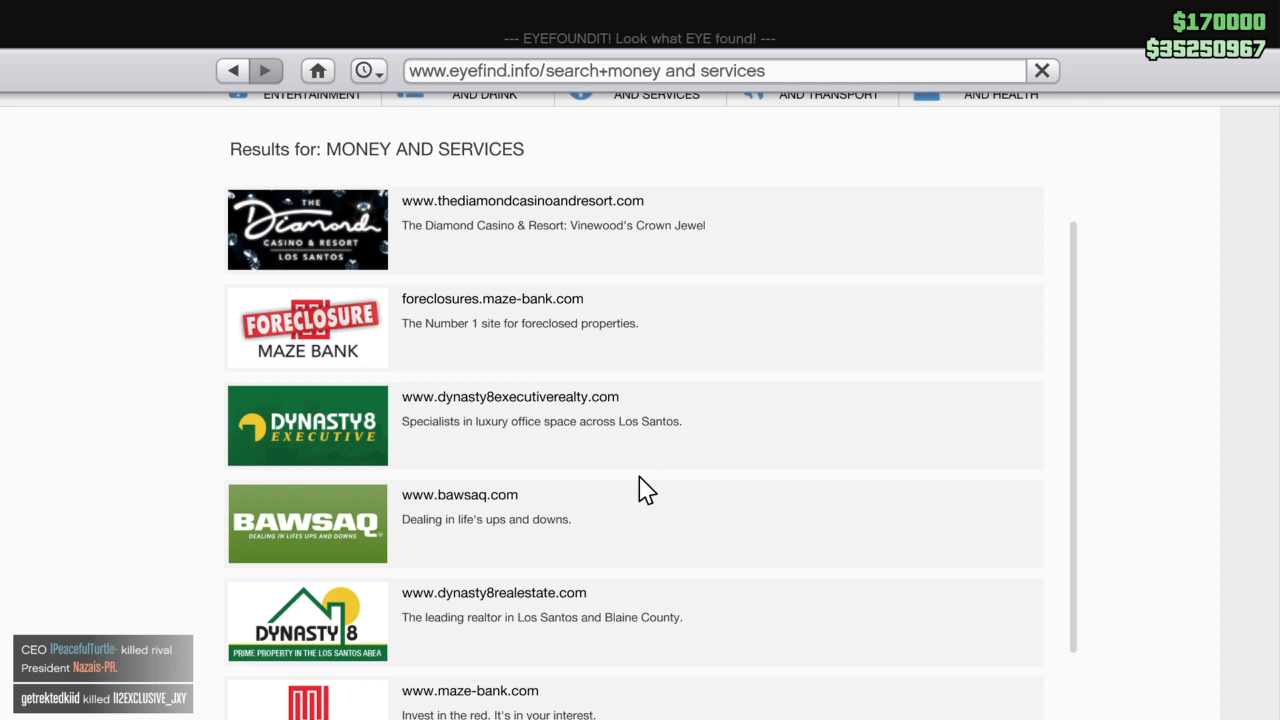 $170000
--- EYEFOUNDIT! Look what EYE found! ---
$35250967
www.eyefind.info/search+money and services
ENTERTAINMENT AND DRINK AND SERVICES AND TRANSPORT AND HEALTH
Results for: MONEY AND SERVICES
THE
Diamond
CASINO & RESORT
LOS SANTOS
www.thediamondcasinoandresort.com
The Diamond Casino & Resort: Vinewood's Crown Jewel
FORECLOSURE
MAZE BANK
foreclosures.maze-bank.com
The Number 1 site for foreclosed properties.
DYNASTY8
EXECUTIVE
www.dynasty8executiverealty.com
Specialists in luxury office space across Los Santos.
BAWSAQ
DEALING IN LIFES UPS AND DOWNS
www.bawsaq.com
Dealing in life's ups and downs.
DYNASTY 8
PRIME PROPERTY IN THE LOS SANTOS AREA
www.dynasty8realestate.com
The leading realtor in Los Santos and Blaine County.
www.maze-bank.com
Invest in the red. It's in your interest.
CEO IPeacefulTurtle- killed rival
President Nazais-PR.
getrektedkiid killed II2EXCLUSIVE_JXY